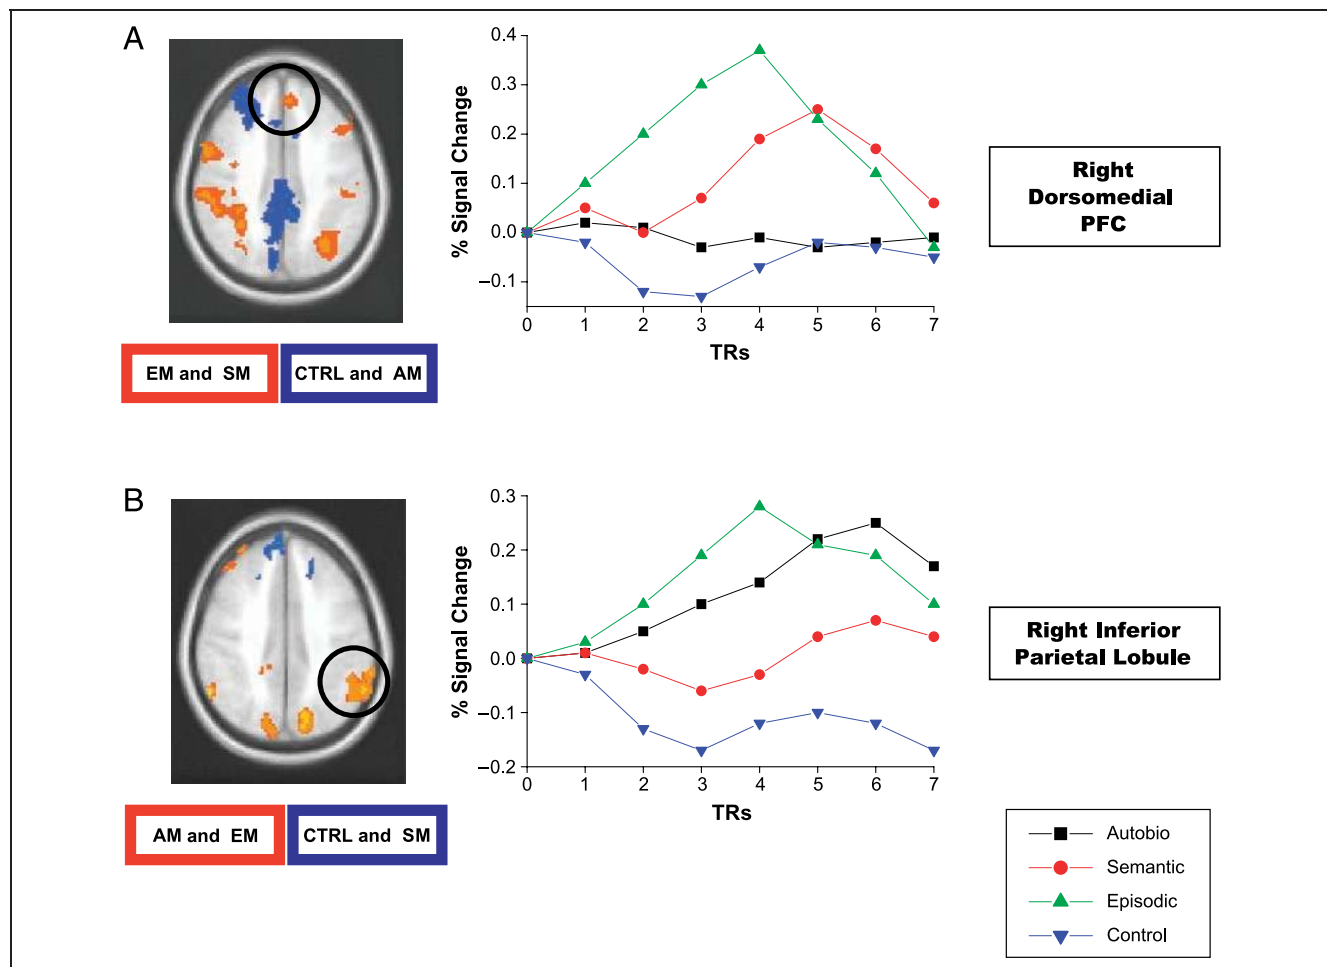 A
0.4
0.3
0.2
0.1
0.0
–0.1
% Signal Change
0 1 2 3 4 5 6 7
TRs
Right
Dorsomedial
PFC
EM and SM
CTRL and AM
B
0.3
0.2
0.1
0.0
–0.1
–0.2
% Signal Change
0 1 2 3 4 5 6 7
TRs
Right Inferior
Parietal Lobule
AM and EM
CTRL and SM
Autobio
Semantic
Episodic
Control